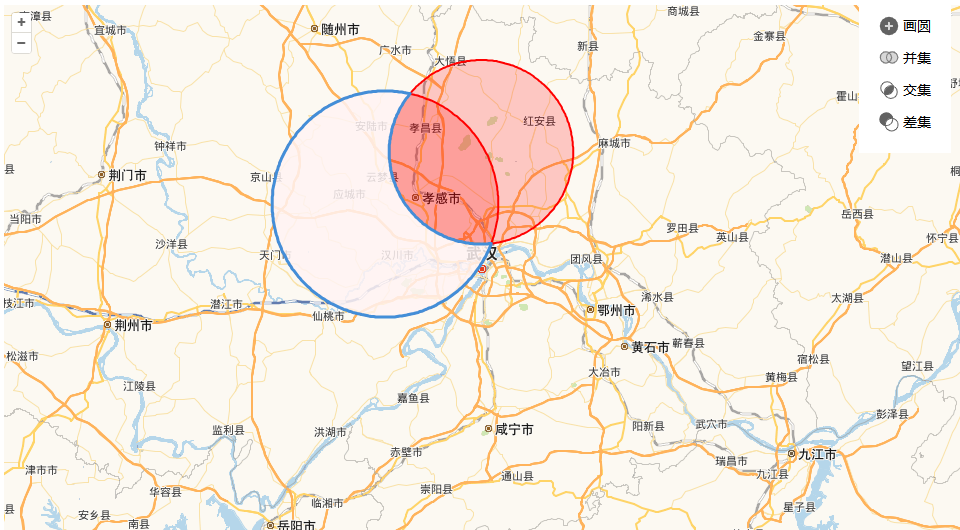 漳县
商城县
宜城市
随州市
画圆
金寨县
广水市
新县
并集
大悟县
交集
霍山
安陆市
孝昌县
红安县
差集
钟祥市
麻城市
县
荆门市
京山县
云梦县
应城市
孝感市
当阳市
岳西县
罗田县
英山县
怀宁县
沙洋县
天门
汉川市
武汉
团风县
潜山县
枝江市
潜江市
仙桃市
浠水县
太湖县
鄂州市
荆州市
松滋市
黄石市
蕲春县
宿松县
望江县
江陵县
大冶市
黄梅县
嘉鱼县
彭泽县
监利县
洪湖市
咸宁市
阳新县
武穴市
赤壁市
九江市
瑞昌市
津市市
通山县
九江县
华容县
崇阳县
临湘市
星子县
县
安乡县
南县
岳阳市